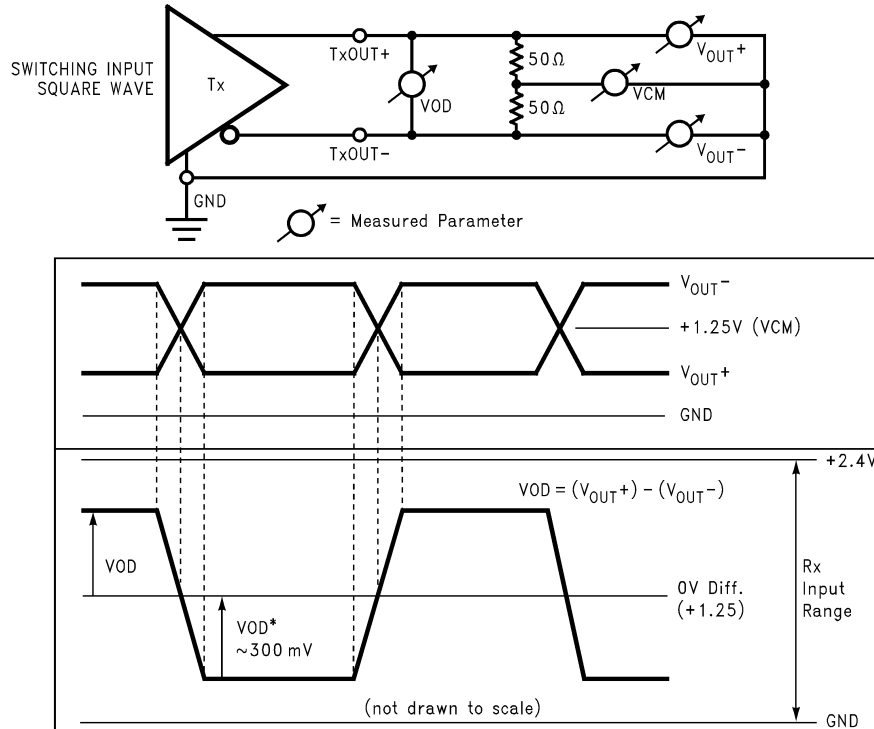 SWITCHING INPUT
SQUARE WAVE
Tx
TxOUT+
TxOUT-
VOD
50Ω
50Ω
VCM
VOUT+
VOUT-
GND
= Measured Parameter
VOUT-
+1.25V (VCM)
VOUT+
GND
+2.4V
VOD = (VOUT+) - (VOUT-)
VOD
0V Diff.
(+1.25)
Rx
Input
Range
VOD*
~300 mV
(not drawn to scale)
GND